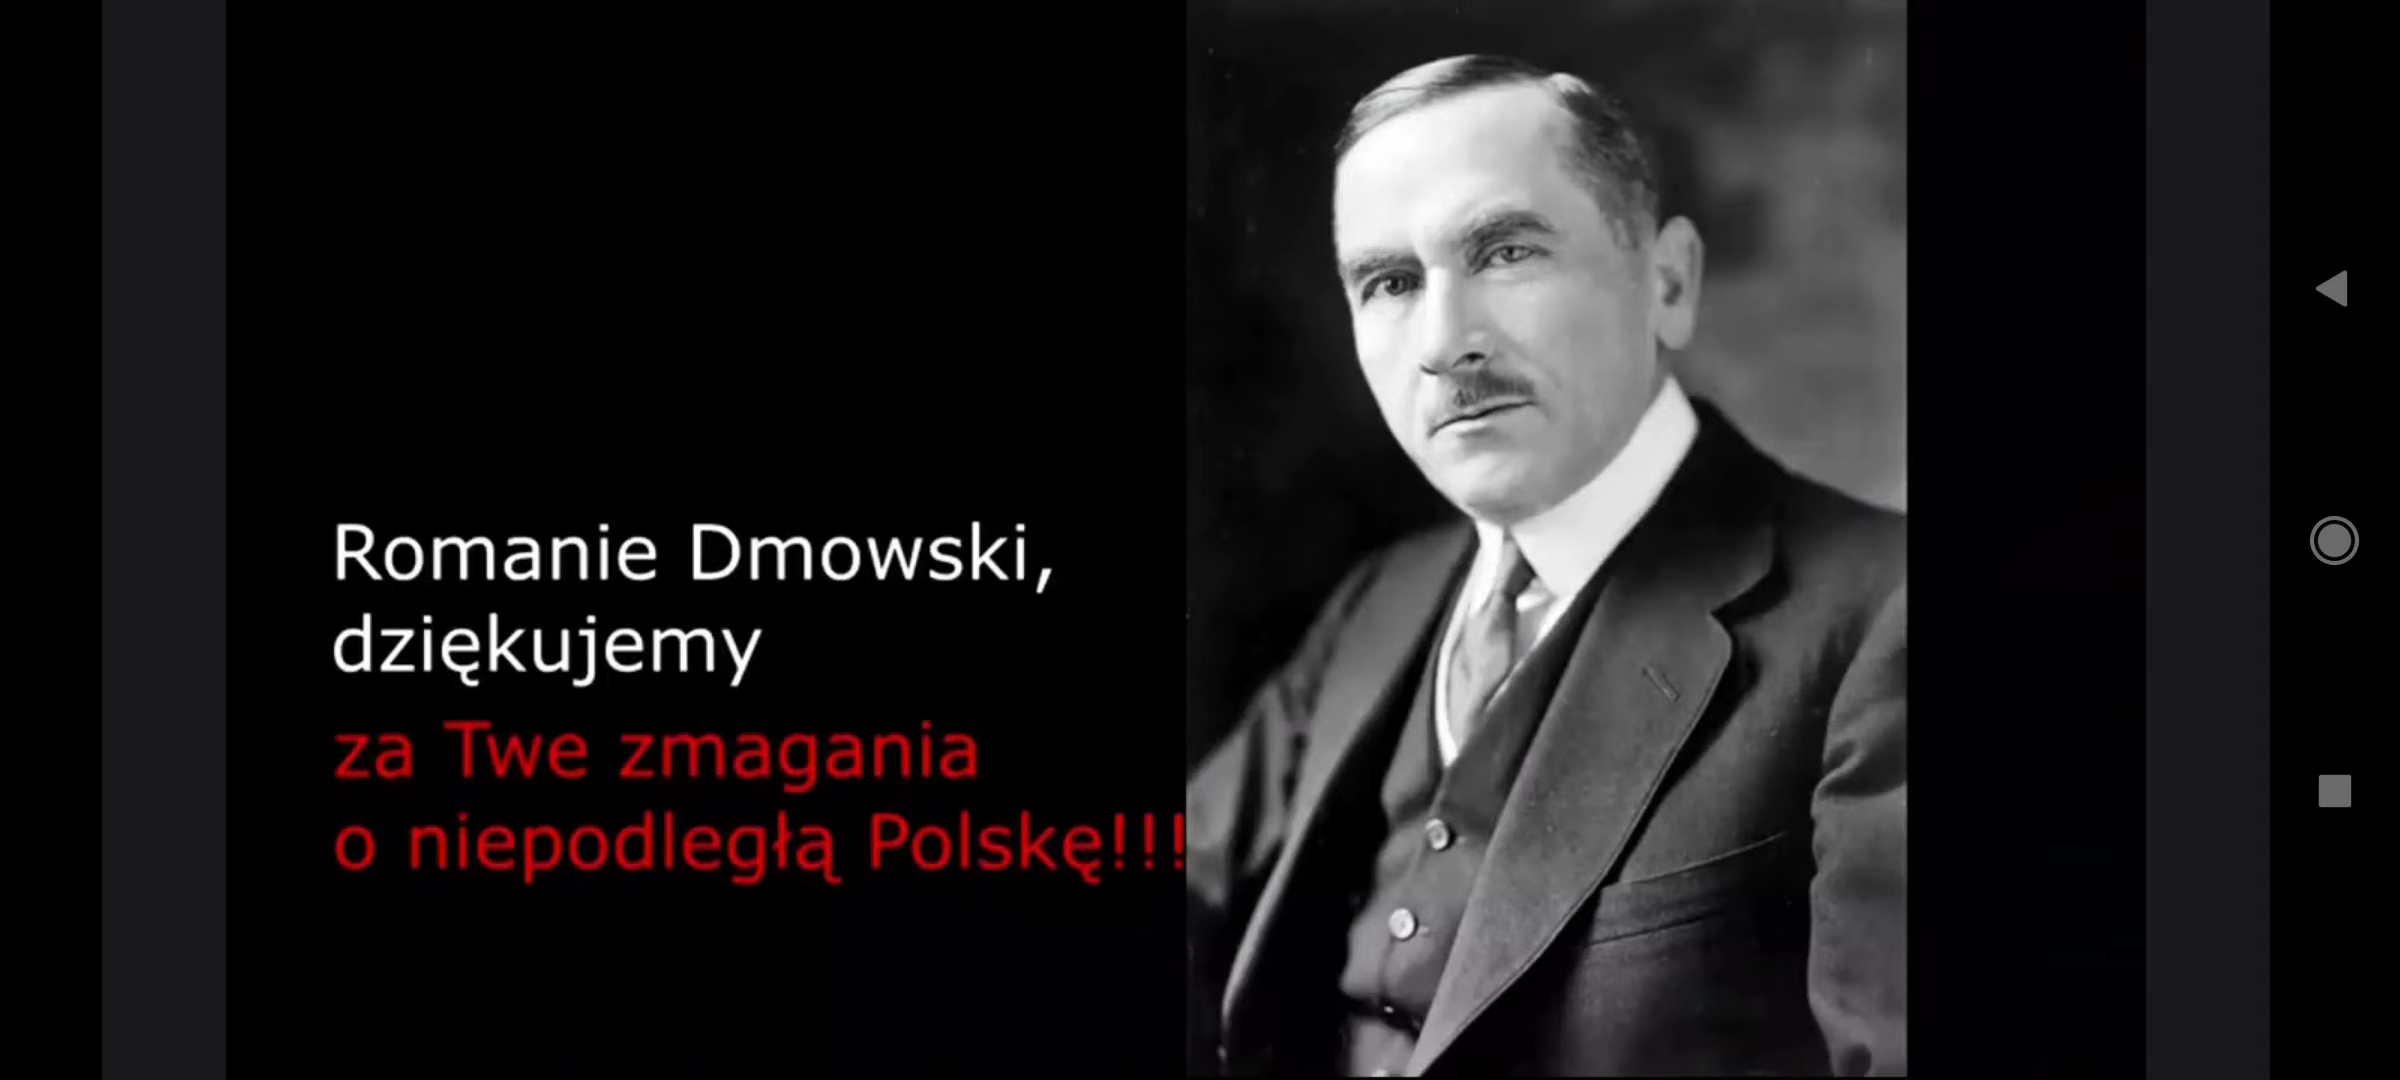 Romanie Dmowski,
dziękujemy
za Twe zmagania
o niepodległą Polskę!!!